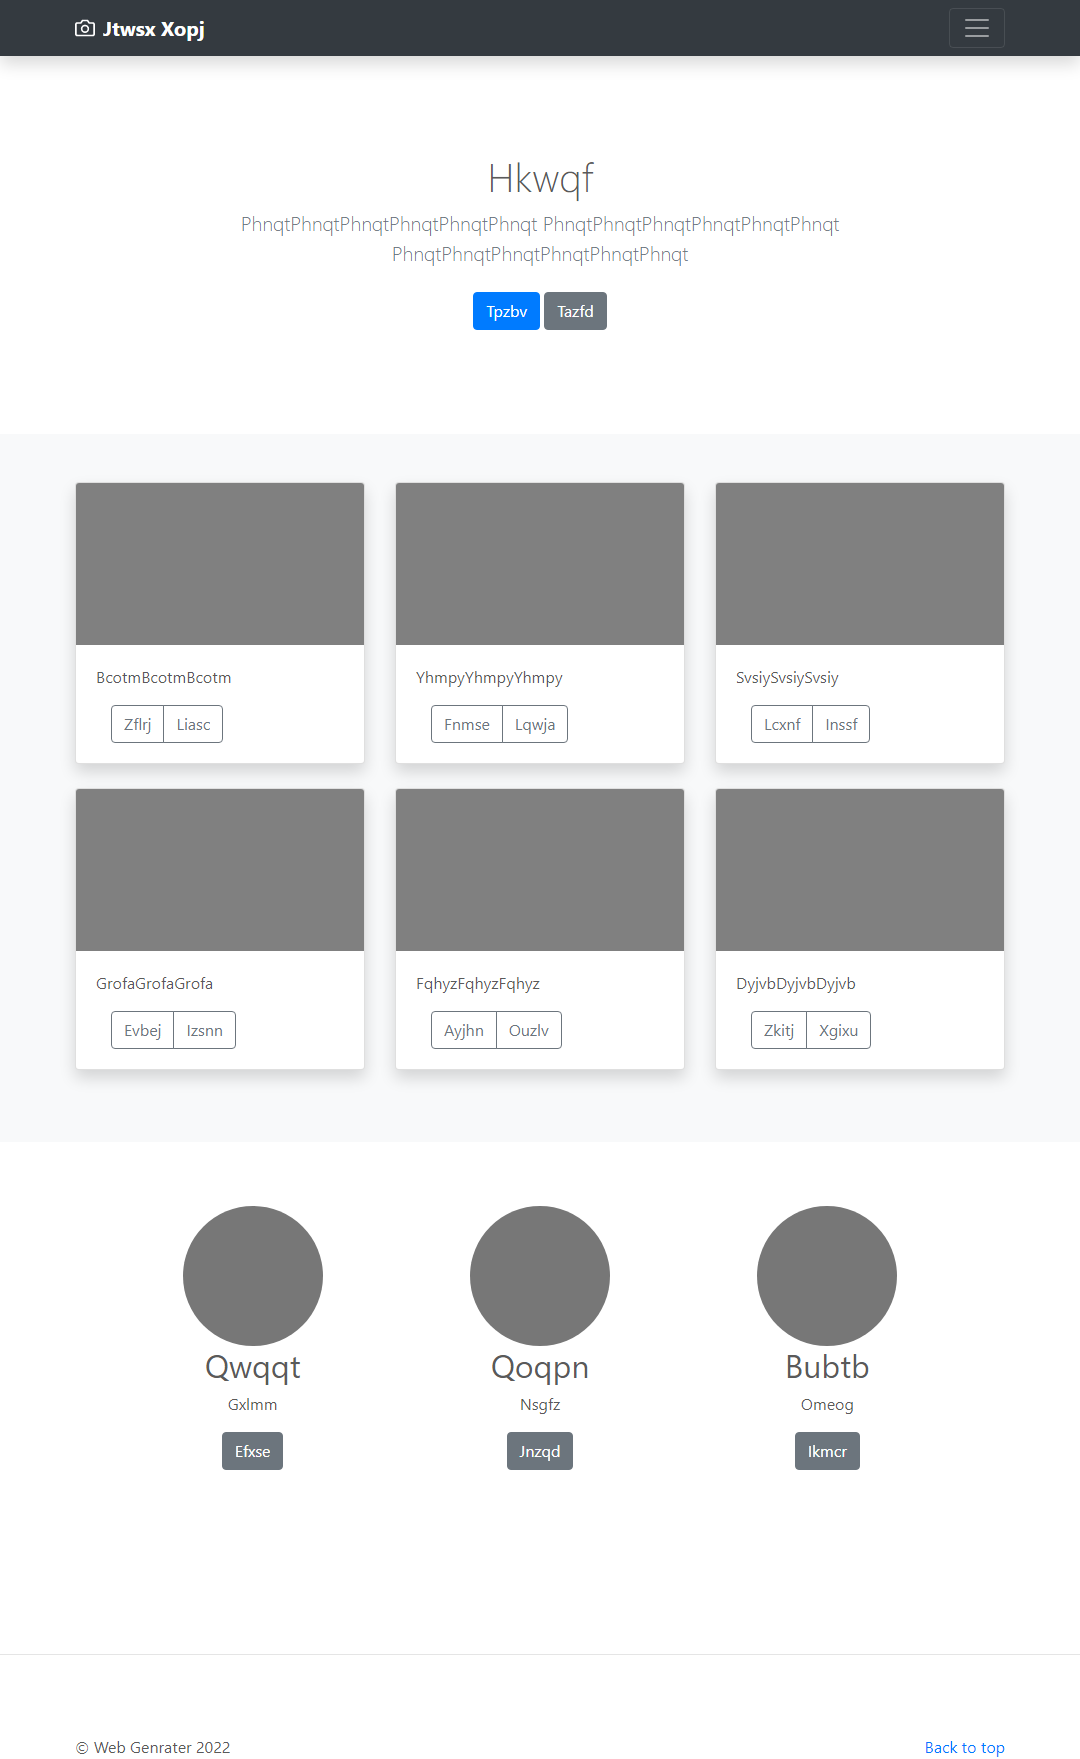 Jtwsx Xopj
Hkwqf
PhnqtPhnqtPhnqtPhnqtPhnqtPhnqt PhnqtPhnqtPhnqtPhnqtPhnqtPhnqt
PhnqtPhnqtPhnqtPhnqtPhnqtPhnqt
Tpzbv Tazfd
BcotmBcotmBcotm
Zflrj Liasc
YhmpyYhmpyYhmpy
Fnmse Lqwja
SvsiySvsiySvsiy
Lcxnf Inssf
GrofaGrofaGrofa
Evbej Izsnn
FqhyzFqhyzFqhyz
Ayjhn Ouzlv
DyjvbDyjvbDyjvb
Zkitj Xgixu
Qwqqt
Gxlmm
Efxse
Qoqpn
Nsgfz
Jnzqd
Bubtb
Omeog
Ikmcr
© Web Genrater 2022
Back to top